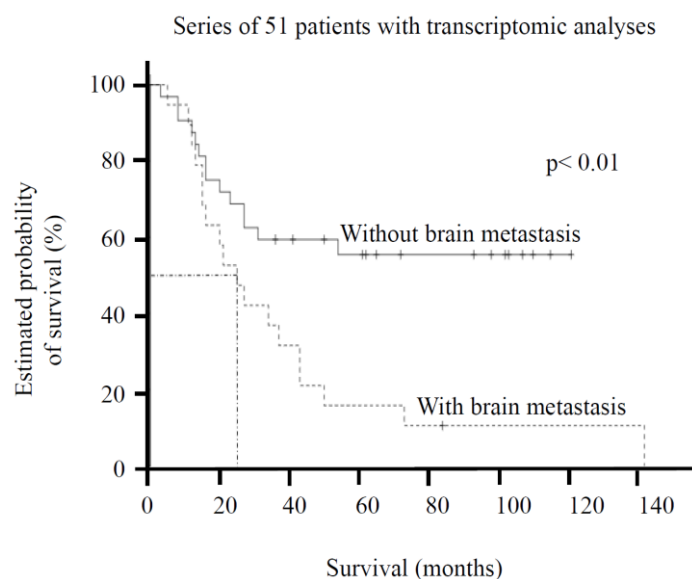 Series of 51 patients with transcriptomic analyses
100
80
60
40
20
0
Estimated probability
of survival (%)
p< 0.01
Without brain metastasis
With brain metastasis
0 20 40 60 80 100 120 140
Survival (months)